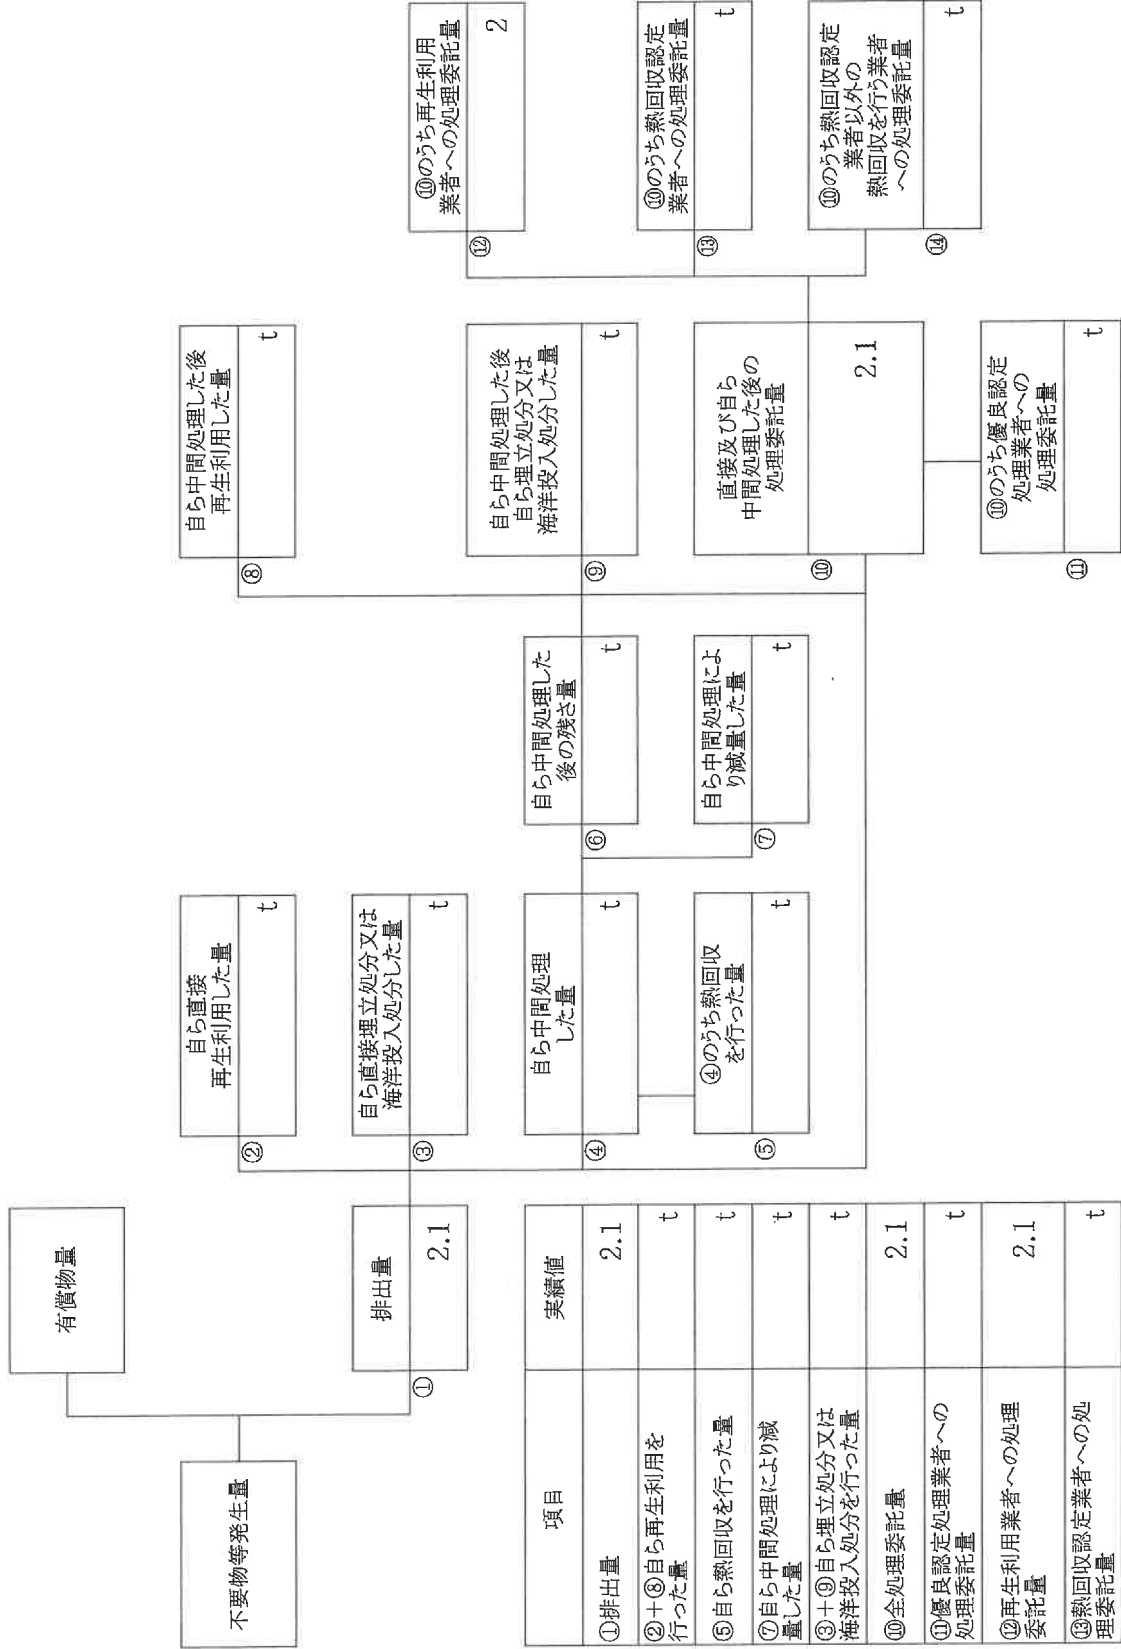 有償物量
不要物等発生量
排出量
①
2.1
自ら直接
再生利用した量
②
t
自ら直接埋立処分又は
海洋投入処分した量
③
t
自ら中間処理
した量
④
t
④のうち熱回収
を行った量
⑤
t
自ら中間処理した
後の残さ量
⑥
t
自ら中間処理によ
り減量した量
⑦
t
自ら中間処理した後
再生利用した量
⑧
t
自ら中間処理した後
自ら埋立処分又は
海洋投入処分した量
⑨
t
直接及び自ら
中間処理した後の
処理委託量
⑩
2.1
⑩のうち優良認定
処理業者への
処理委託量
⑪
t
⑩のうち再生利用
業者への処理委託量
⑫
2
⑩のうち熱回収認定
業者への処理委託量
⑬
t
⑩のうち熱回収認定
業者以外の
熱回収を行う業者
への処理委託量
⑭
t
項目 実績値
①排出量 2.1
②+⑧自ら再生利用を
行った量 t
⑤自ら熱回収を行った量 t
⑦自ら中間処理により減
量した量 t
③+⑨自ら埋立処分又は
海洋投入処分を行った量 t
⑩全処理委託量 2.1
⑪優良認定処理業者への
処理委託量 t
⑫再生利用業者への処理
委託量 2.1
⑬熱回収認定業者への処
理委託量 t